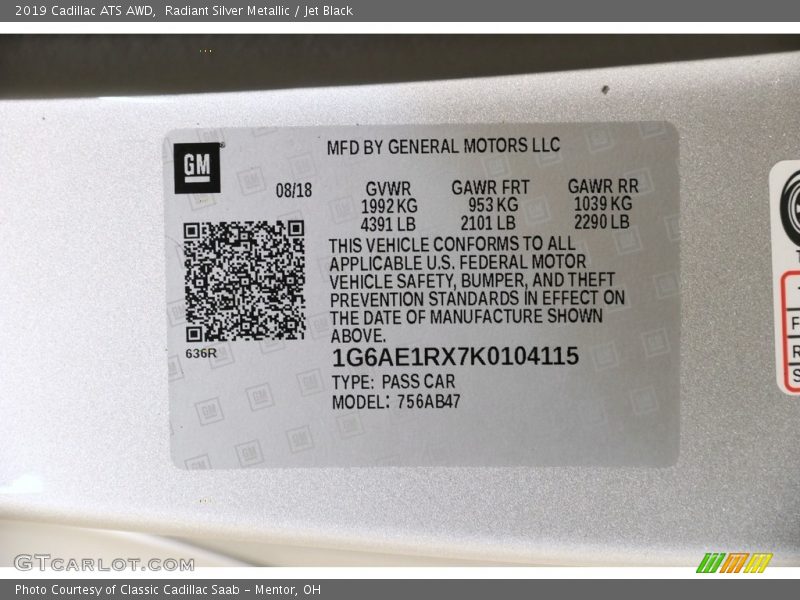 2019 Cadillac ATS AWD,  Radiant Silver Metallic / Jet Black
MFD BY GENERAL MOTORS LLC
GM
08/18
GVWR GAWR FRT GAWR RR
1992 KG 953 KG 1039 KG
4391 LB 2101 LB 2290 LB
THIS VEHICLE CONFORMS TO ALL
APPLICABLE U.S. FEDERAL MOTOR
VEHICLE SAFETY, BUMPER, AND THEFT
PREVENTION STANDARDS IN EFFECT ON
THE DATE OF MANUFACTURE SHOWN
ABOVE.
636R
1G6AE1RX7K0104115
TYPE: PASS CAR
MODEL: 756AB47
GTCARLOT.COM
Photo Courtesy of Classic Cadillac Saab - Mentor, OH